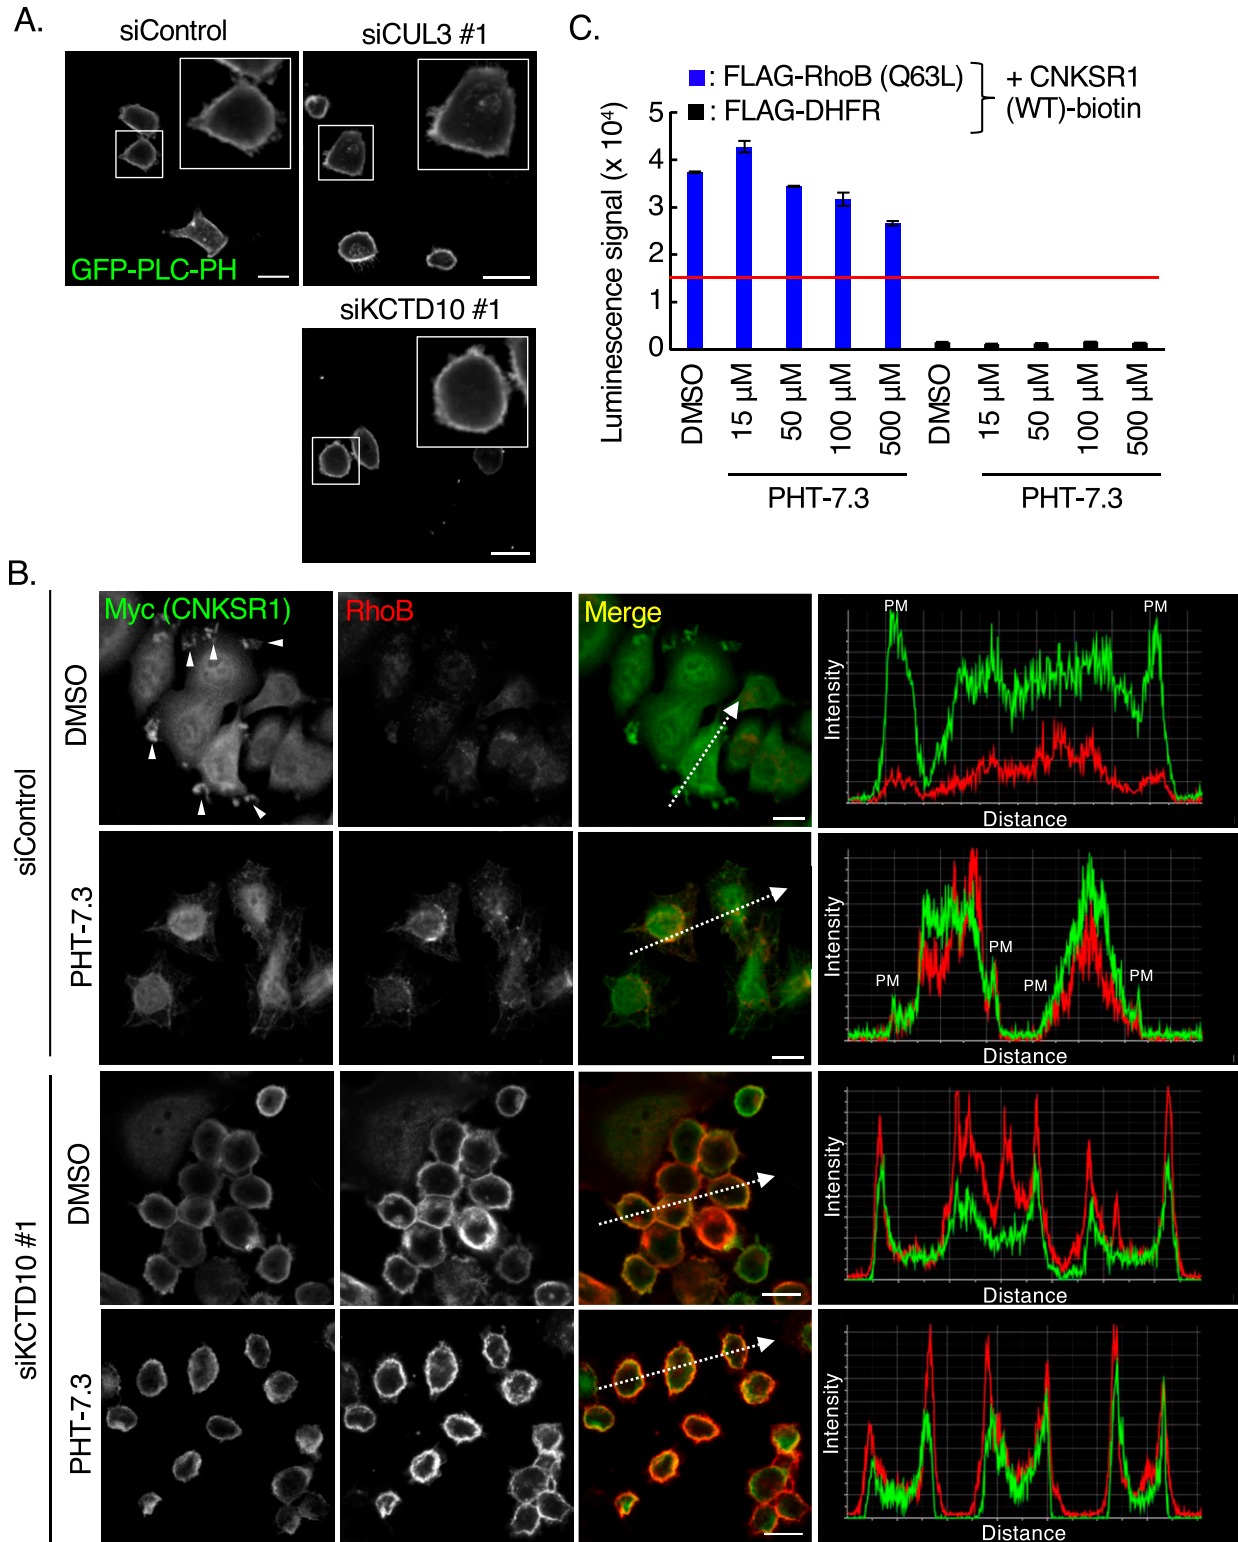 A.
siControl
siCUL3 #1
GFP-PLC-PH
siKCTD10 #1
C.
: FLAG-RhoB (Q63L)
: FLAG-DHFR
+ CNKSR1
(WT)-biotin
Luminescence signal (x 10⁴)
5
4
3
2
1
0
DMSO
15 µM
50 µM
100 µM
500 µM
DMSO
15 µM
50 µM
100 µM
500 µM
PHT-7.3
PHT-7.3
B.
siControl
DMSO
Myc (CNKSR1)
RhoB
Merge
PM
PM
Intensity
Distance
PHT-7.3
PM
PM
PM
PM
Intensity
Distance
siKCTD10 #1
DMSO
Intensity
Distance
PHT-7.3
Intensity
Distance